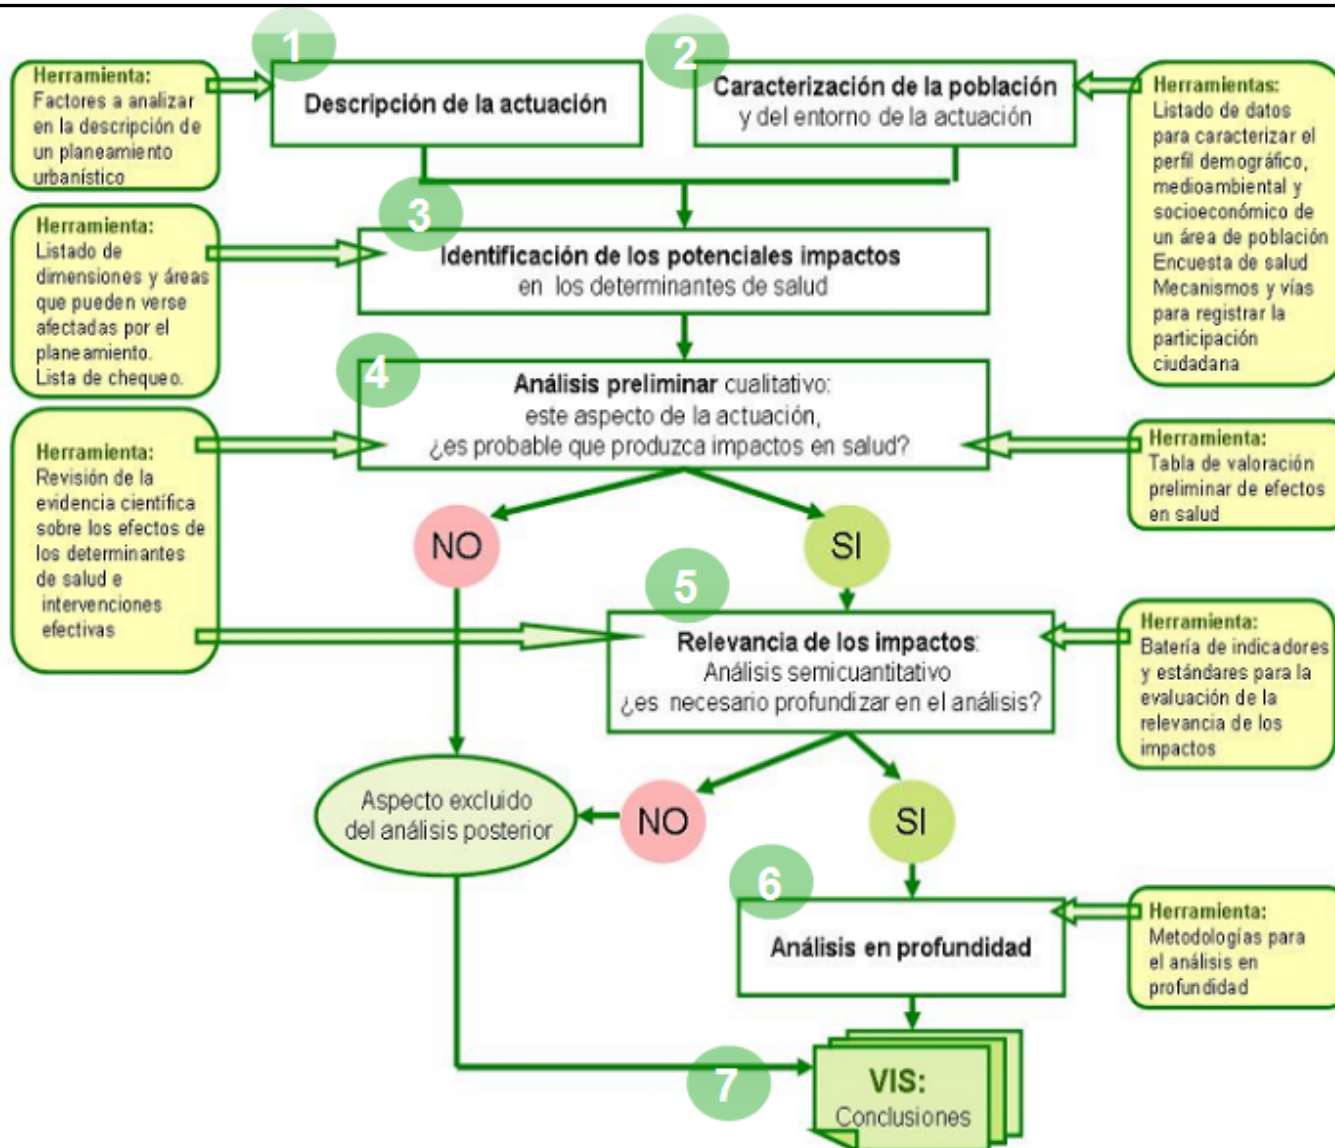 1
Descripción de la actuación
2
Caracterización de la población
y del entorno de la actuación
Herramienta:
Factores a analizar
en la descripción de
un planeamiento
urbanístico
Herramientas:
Listado de datos
para caracterizar el
perfil demográfico,
medioambiental y
socioeconómico de
un área de población
Encuesta de salud
Mecanismos y vías
para registrar la
participación
ciudadana
3
Identificación de los potenciales impactos
en los determinantes de salud
Herramienta:
Listado de
dimensiones y áreas
que pueden verse
afectadas por el
planeamiento.
Lista de chequeo.
4
Análisis preliminar cualitativo:
este aspecto de la actuación,
¿es probable que produzca impactos en salud?
Herramienta:
Revisión de la
evidencia científica
sobre los efectos de
los determinantes
de salud e
intervenciones
efectivas
Herramienta:
Tabla de valoración
preliminar de efectos
en salud
NO
SI
5
Relevancia de los impactos:
Análisis semicuantitativo
¿es necesario profundizar en el análisis?
Herramienta:
Batería de indicadores
y estándares para la
evaluación de la
relevancia de los
impactos
Aspecto excluido
del análisis posterior
NO
SI
6
Análisis en profundidad
Herramienta:
Metodologías para
el análisis en
profundidad
7
VIS:
Conclusiones